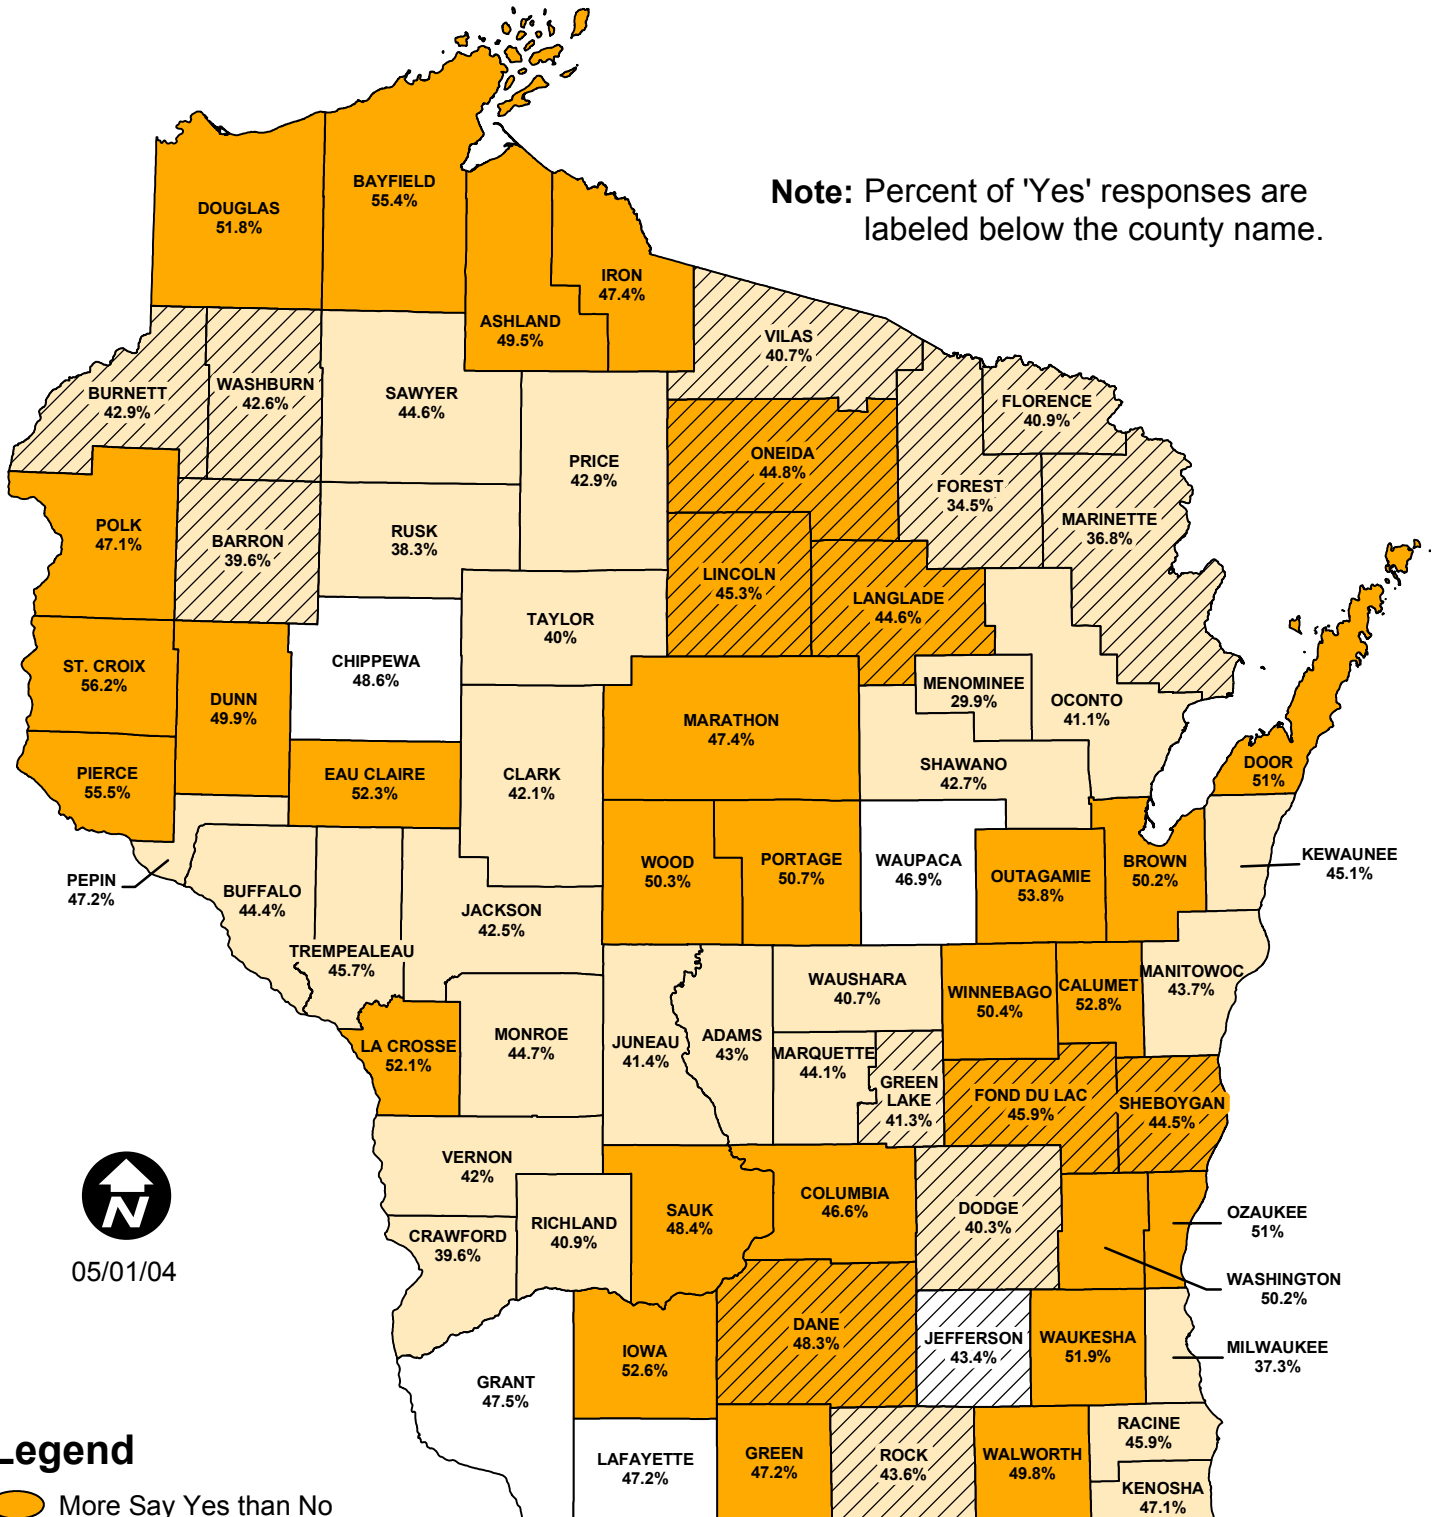 Note: Percent of 'Yes' responses are
labeled below the county name.
DOUGLAS
51.8%
BAYFIELD
55.4%
ASHLAND
49.5%
IRON
47.4%
VILAS
40.7%
BURNETT
42.9%
WASHBURN
42.6%
SAWYER
44.6%
PRICE
42.9%
ONEIDA
44.8%
FOREST
34.5%
FLORENCE
40.9%
MARINETTE
36.8%
POLK
47.1%
BARRON
39.6%
RUSK
38.3%
LINCOLN
45.3%
LANGLADE
44.6%
TAYLOR
40%
ST. CROIX
56.2%
DUNN
49.9%
CHIPPEWA
48.6%
MARATHON
47.4%
MENOMINEE
29.9%
OCONTO
41.1%
SHAWANO
42.7%
DOOR
51%
PIERCE
55.5%
EAU CLAIRE
52.3%
CLARK
42.1%
PEPIN
47.2%
BUFFALO
44.4%
TREMPEALEAU
45.7%
JACKSON
42.5%
WOOD
50.3%
PORTAGE
50.7%
WAUPACA
46.9%
OUTAGAMIE
53.8%
BROWN
50.2%
KEWAUNEE
45.1%
LA CROSSE
52.1%
MONROE
44.7%
JUNEAU
41.4%
ADAMS
43%
WAUSHARA
40.7%
MARQUETTE
44.1%
GREEN
LAKE
41.3%
WINNEBAGO
50.4%
CALUMET
52.8%
MANITOWOC
43.7%
FOND DU LAC
45.9%
SHEBOYGAN
44.5%
VERNON
42%
CRAWFORD
39.6%
RICHLAND
40.9%
SAUK
48.4%
COLUMBIA
46.6%
DODGE
40.3%
OZAUKEE
51%
WASHINGTON
50.2%
MILWAUKEE
37.3%
GRANT
47.5%
IOWA
52.6%
DANE
48.3%
JEFFERSON
43.4%
WAUKESHA
51.9%
LAFAYETTE
47.2%
GREEN
47.2%
ROCK
43.6%
WALWORTH
49.8%
RACINE
45.9%
KENOSHA
47.1%
N
05/01/04
Legend
More Say Yes than No